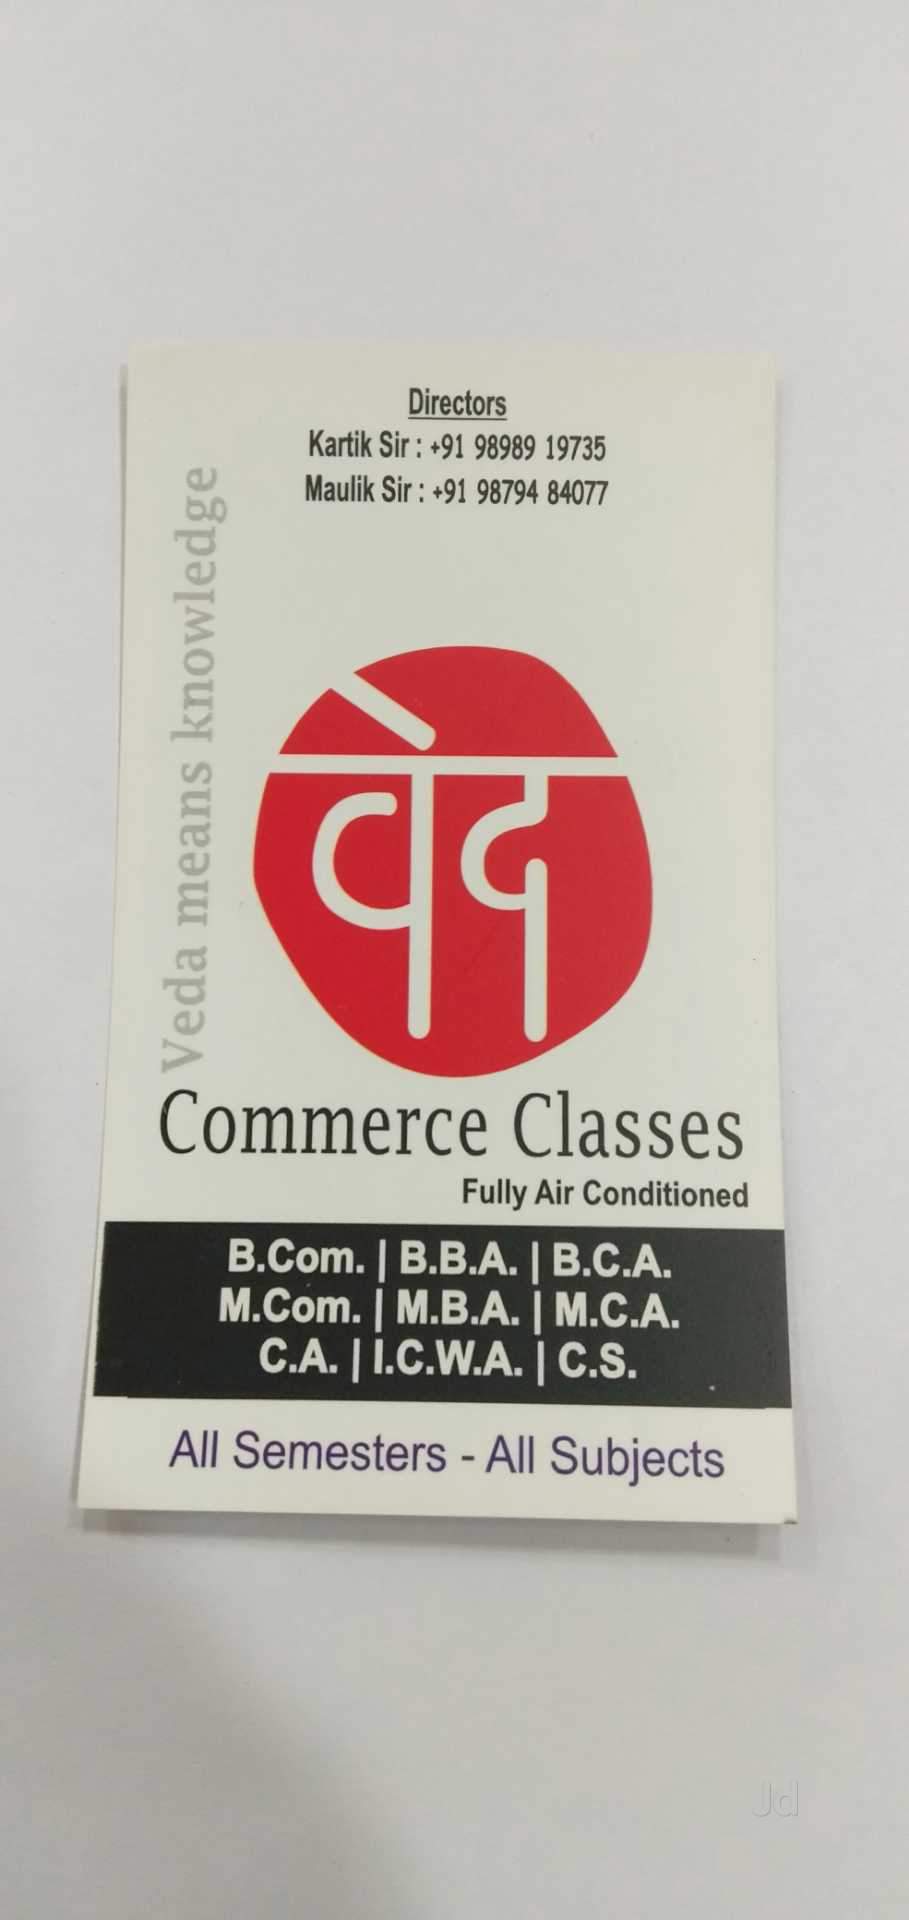 Directors
Kartik Sir : +91 98989 19735
Maulik Sir : +91 98794 84077
Veda means knowledge
वेद
Commerce Classes
Fully Air Conditioned
B.Com. | B.B.A. | B.C.A.
M.Com. | M.B.A. | M.C.A.
C.A. | I.C.W.A. | C.S.
All Semesters - All Subjects
Jd